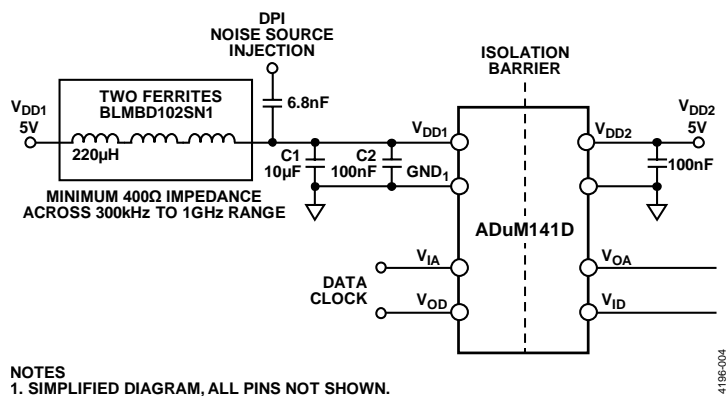 DPI
NOISE SOURCE
INJECTION
ISOLATION
BARRIER
TWO FERRITES
BLMBD102SN1
6.8nF
VDD1
5V
220µH
VDD1
VDD2
VDD2
5V
C1
10µF
C2
100nF
GND1
100nF
MINIMUM 400Ω IMPEDANCE
ACROSS 300kHz TO 1GHz RANGE
ADuM141D
DATA
CLOCK
VIA
VOA
VOD
VID
NOTES
1. SIMPLIFIED DIAGRAM, ALL PINS NOT SHOWN.
4196-004